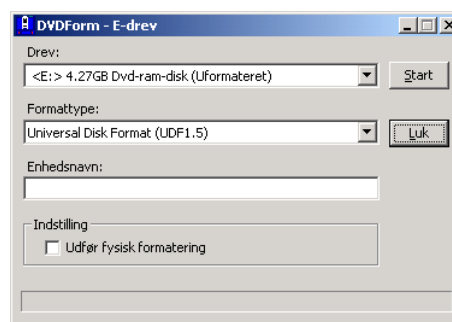 DVDForm - E-drev
Drev:
<E:> 4.27GB Dvd-ram-disk (Uformateret)
Start
Formattype:
Universal Disk Format (UDF1.5)
Luk
Enhedsnavn:
Indstilling
Udfør fysisk formatering